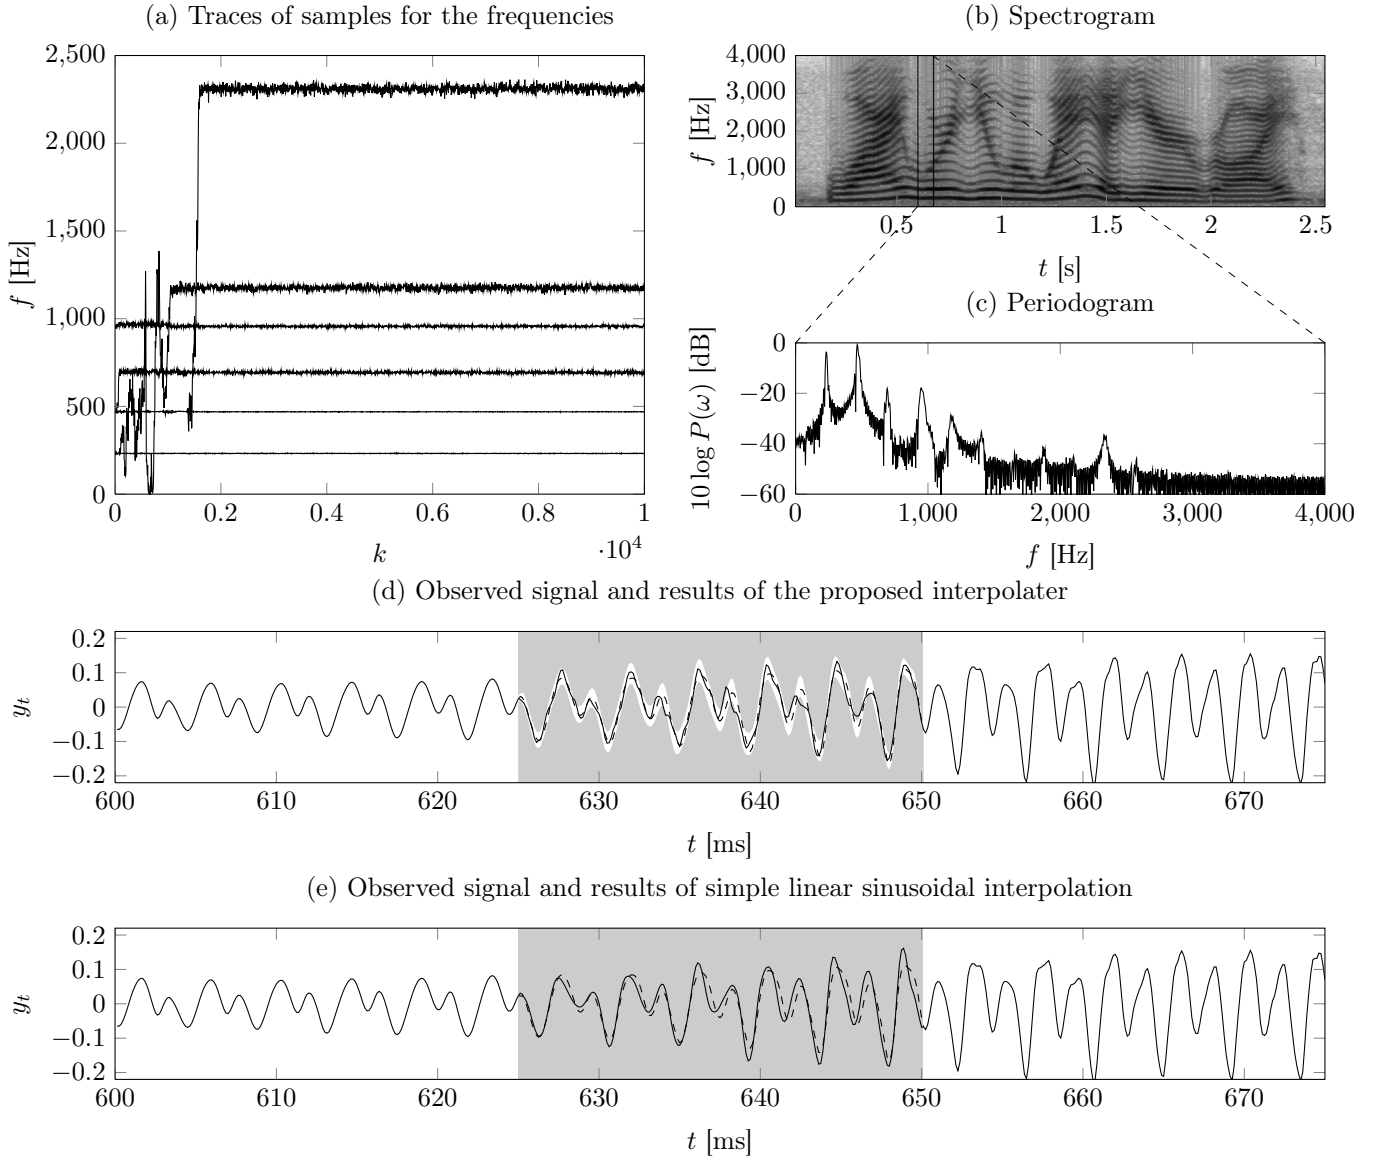 (a) Traces of samples for the frequencies
2,500
2,000
1,500
1,000
500
0
f [Hz]
0 0.2 0.4 0.6 0.8 1
k
·10⁴
(b) Spectrogram
4,000
3,000
2,000
1,000
0
f [Hz]
0.5 1 1.5 2 2.5
t [s]
(c) Periodogram
0
−20
−40
−60
10 log P(ω) [dB]
0 1,000 2,000 3,000 4,000
f [Hz]
(d) Observed signal and results of the proposed interpolater
0.2
0.1
0
−0.1
−0.2
y_t
600 610 620 630 640 650 660 670
t [ms]
(e) Observed signal and results of simple linear sinusoidal interpolation
0.2
0.1
0
−0.1
−0.2
y_t
600 610 620 630 640 650 660 670
t [ms]